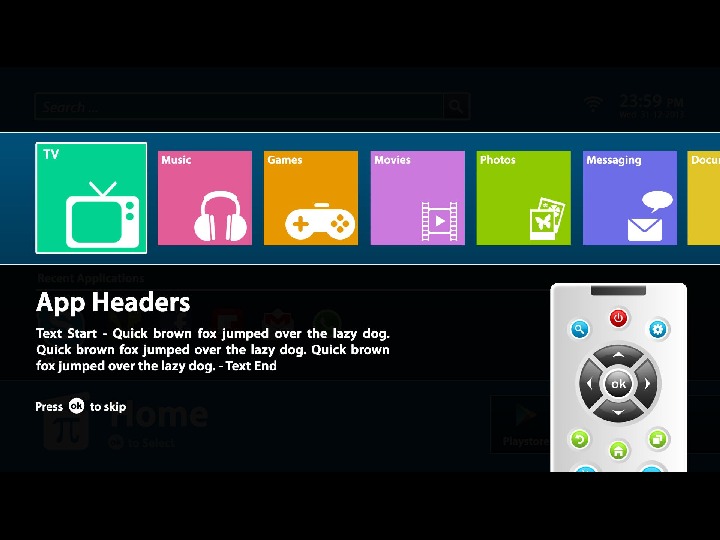 Search ...
23:59 PM
TV
Music
Games
Movies
Photos
Messaging
Docu
Recent Applications
App Headers
Text Start - Quick brown fox jumped over the lazy dog.
Quick brown fox jumped over the lazy dog. Quick brown
fox jumped over the lazy dog. - Text End
ok
Press ok to skip
Home
ok to Select
Playstore